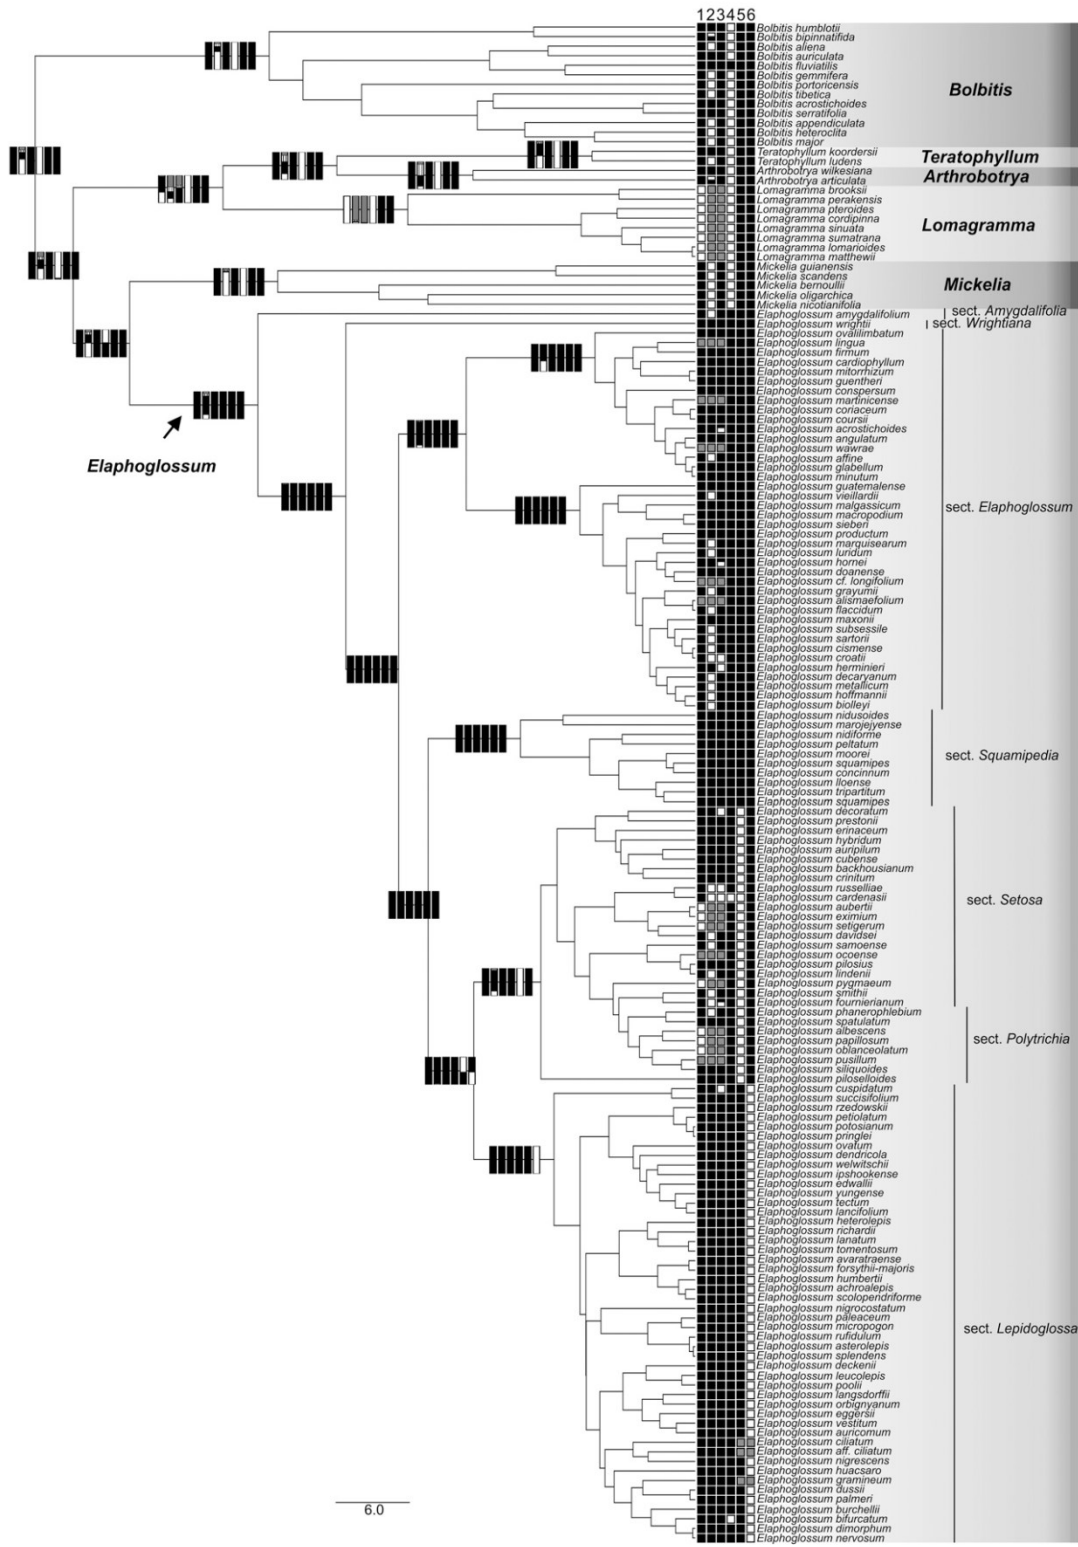 123456
Bolbitis humblotii
Bolbitis bipinnatifida
Bolbitis aliena
Bolbitis auriculata
Bolbitis fluviatilis
Bolbitis gemmifera
Bolbitis portoricensis
Bolbitis tibetica
Bolbitis acrostichoides
Bolbitis serratifolia
Bolbitis appendiculata
Bolbitis heteroclita
Bolbitis major
Bolbitis
Teratophyllum koordersii
Teratophyllum ludens
Teratophyllum
Arthrobotrya wilkesiana
Arthrobotrya articulata
Arthrobotrya
Lomagramma brooksii
Lomagramma perakensis
Lomagramma pteroides
Lomagramma cordipinna
Lomagramma sinuata
Lomagramma sumatrana
Lomagramma lomarioides
Lomagramma matthewii
Lomagramma
Mickelia guianensis
Mickelia scandens
Mickelia bernoullii
Mickelia oligarchica
Mickelia nicotianifolia
Mickelia
Elaphoglossum amygdalifolium
sect. Amygdalifolia
Elaphoglossum wrightii
sect. Wrightiana
Elaphoglossum ovalilimbatum
Elaphoglossum lingua
Elaphoglossum firmum
Elaphoglossum cardiophyllum
Elaphoglossum mitorrhizum
Elaphoglossum guentheri
Elaphoglossum conspersum
Elaphoglossum martinicense
Elaphoglossum coriaceum
Elaphoglossum coursii
Elaphoglossum acrostichoides
Elaphoglossum angulatum
Elaphoglossum wawrae
Elaphoglossum affine
Elaphoglossum glabellum
Elaphoglossum minutum
Elaphoglossum
Elaphoglossum guatemalense
Elaphoglossum vieillardii
Elaphoglossum malgassicum
Elaphoglossum macropodium
Elaphoglossum sieberi
Elaphoglossum productum
Elaphoglossum marquisearum
Elaphoglossum luridum
Elaphoglossum hornei
Elaphoglossum doanense
Elaphoglossum cf. longifolium
Elaphoglossum grayumii
Elaphoglossum alismaefolium
Elaphoglossum flaccidum
Elaphoglossum maxonii
Elaphoglossum subsessile
Elaphoglossum sartorii
Elaphoglossum cismense
Elaphoglossum croatii
Elaphoglossum herminieri
Elaphoglossum decaryanum
Elaphoglossum metallicum
Elaphoglossum hoffmannii
Elaphoglossum biolleyi
sect. Elaphoglossum
Elaphoglossum nidusoides
Elaphoglossum marojejyense
Elaphoglossum nidiforme
Elaphoglossum peltatum
Elaphoglossum moorei
Elaphoglossum squamipes
Elaphoglossum concinnum
Elaphoglossum lloense
Elaphoglossum tripartitum
Elaphoglossum squamipes
sect. Squamipedia
Elaphoglossum decoratum
Elaphoglossum prestonii
Elaphoglossum erinaceum
Elaphoglossum hybridum
Elaphoglossum auripilum
Elaphoglossum cubense
Elaphoglossum backhousianum
Elaphoglossum crinitum
Elaphoglossum russelliae
Elaphoglossum cardenasii
Elaphoglossum aubertii
Elaphoglossum eximium
Elaphoglossum setigerum
Elaphoglossum davidsei
Elaphoglossum samoense
Elaphoglossum ocoense
Elaphoglossum pilosius
Elaphoglossum lindenii
Elaphoglossum pygmaeum
Elaphoglossum smithii
Elaphoglossum fournierianum
sect. Setosa
Elaphoglossum phanerophlebium
Elaphoglossum spatulatum
Elaphoglossum albescens
Elaphoglossum papillosum
Elaphoglossum oblanceolatum
Elaphoglossum pusillum
Elaphoglossum siliquoides
Elaphoglossum piloselloides
sect. Polytrichia
Elaphoglossum cuspidatum
Elaphoglossum succisifolium
Elaphoglossum rzedowskii
Elaphoglossum petiolatum
Elaphoglossum potosianum
Elaphoglossum pringlei
Elaphoglossum ovatum
Elaphoglossum dendricola
Elaphoglossum welwitschii
Elaphoglossum ipshookense
Elaphoglossum edwallii
Elaphoglossum yungense
Elaphoglossum tectum
Elaphoglossum lancifolium
Elaphoglossum heterolepis
Elaphoglossum richardii
Elaphoglossum lanatum
Elaphoglossum tomentosum
Elaphoglossum avaratraense
Elaphoglossum forsythii-majoris
Elaphoglossum humbertii
Elaphoglossum achroalepis
Elaphoglossum scolopendriforme
Elaphoglossum nigrocostatum
Elaphoglossum paleaceum
Elaphoglossum micropogon
Elaphoglossum rufidulum
Elaphoglossum asterolepis
Elaphoglossum splendens
Elaphoglossum deckenii
Elaphoglossum leucolepis
Elaphoglossum poolii
Elaphoglossum langsdorffii
Elaphoglossum orbignyanum
Elaphoglossum eggersii
Elaphoglossum vestitum
Elaphoglossum auricomum
Elaphoglossum ciliatum
Elaphoglossum aff. ciliatum
Elaphoglossum nigrescens
Elaphoglossum huacsaro
Elaphoglossum gramineum
Elaphoglossum dussii
Elaphoglossum palmeri
Elaphoglossum burchellii
Elaphoglossum bifurcatum
Elaphoglossum dimorphum
Elaphoglossum nervosum
sect. Lepidoglossa
6.0